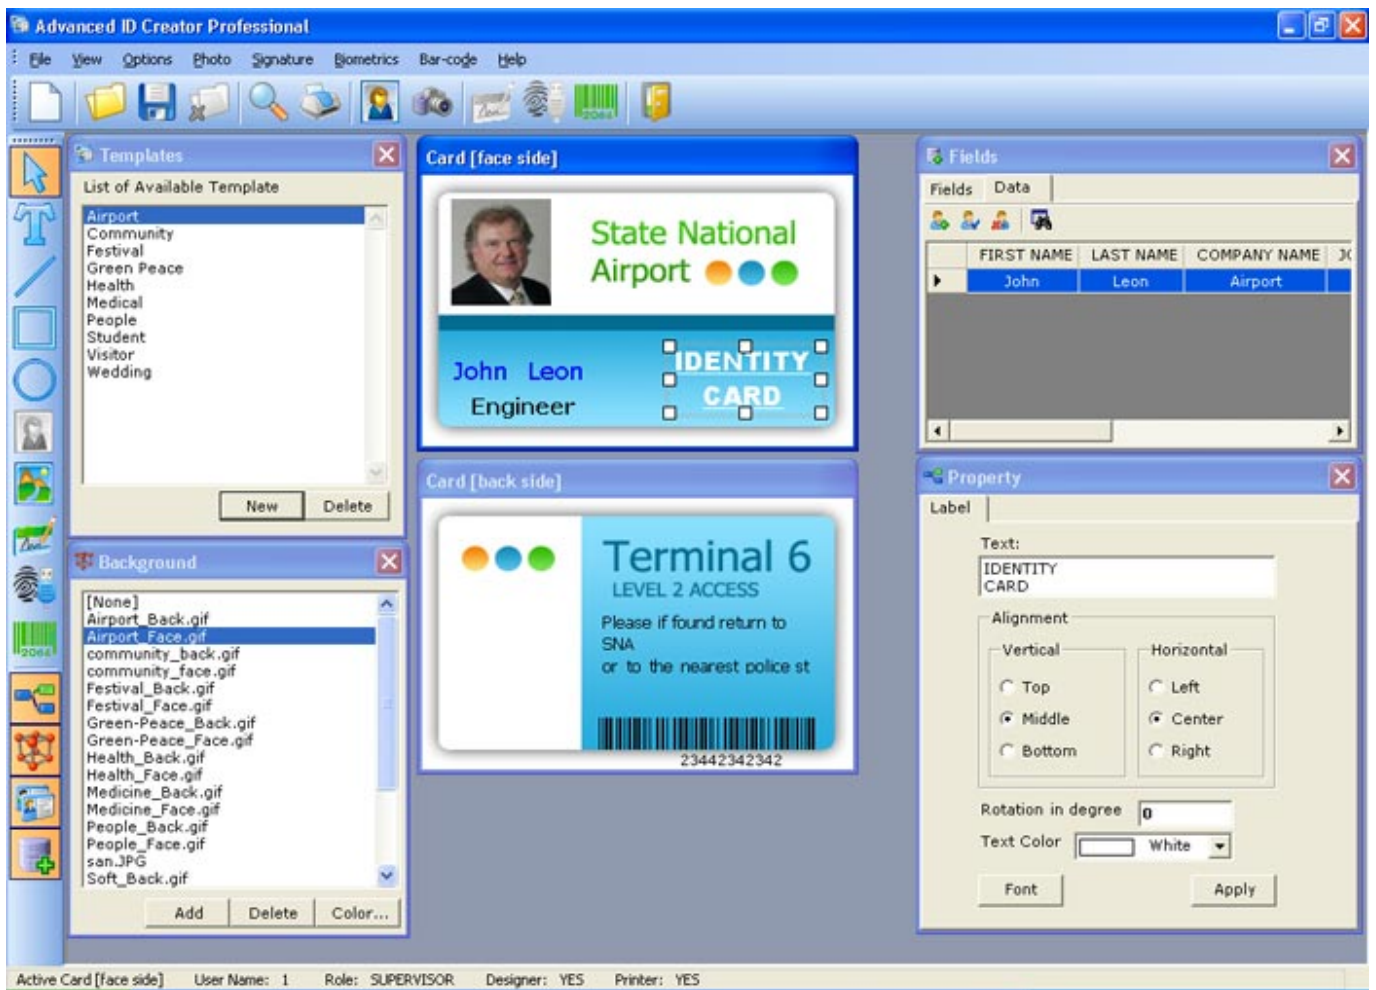 Advanced ID Creator Professional
File View Options Photo Signature Biometrics Bar-code Help
2064
Templates
List of Available Template
Airport
Community
Festival
Green Peace
Health
Medical
People
Student
Visitor
Wedding
New Delete
Background
[None]
Airport_Back.gif
Airport_Face.gif
community_back.gif
community_face.gif
Festival_Back.gif
Festival_Face.gif
Green-Peace_Back.gif
Green-Peace_Face.gif
Health_Back.gif
Health_Face.gif
Medicine_Back.gif
Medicine_Face.gif
People_Back.gif
People_Face.gif
san.JPG
Soft_Back.gif
Add Delete Color...
2064
Card [face side]
State National
Airport
John Leon
Engineer
IDENTITY
CARD
Card [back side]
Terminal 6
LEVEL 2 ACCESS
Please if found return to
SNA
or to the nearest police st
23442342342
Fields
Fields Data
FIRST NAME LAST NAME COMPANY NAME
John Leon Airport
Property
Label
Text:
IDENTITY
CARD
Alignment
Vertical Horizontal
Top Left
Middle Center
Bottom Right
Rotation in degree 0
Text Color White
Font Apply
Active Card [face side] User Name: 1 Role: SUPERVISOR Designer: YES Printer: YES